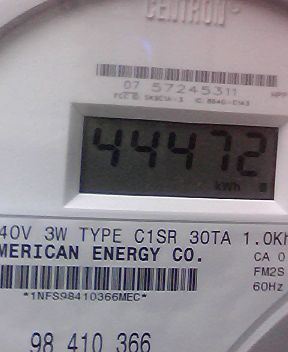 CENTRON®
07 57245311
44472
kWh
40V 3W TYPE C1SR 30TA 1.0Kh
MERICAN ENERGY CO.
CA 0
FM2S
60Hz
*1NFS98410366MEC*
98 410 366